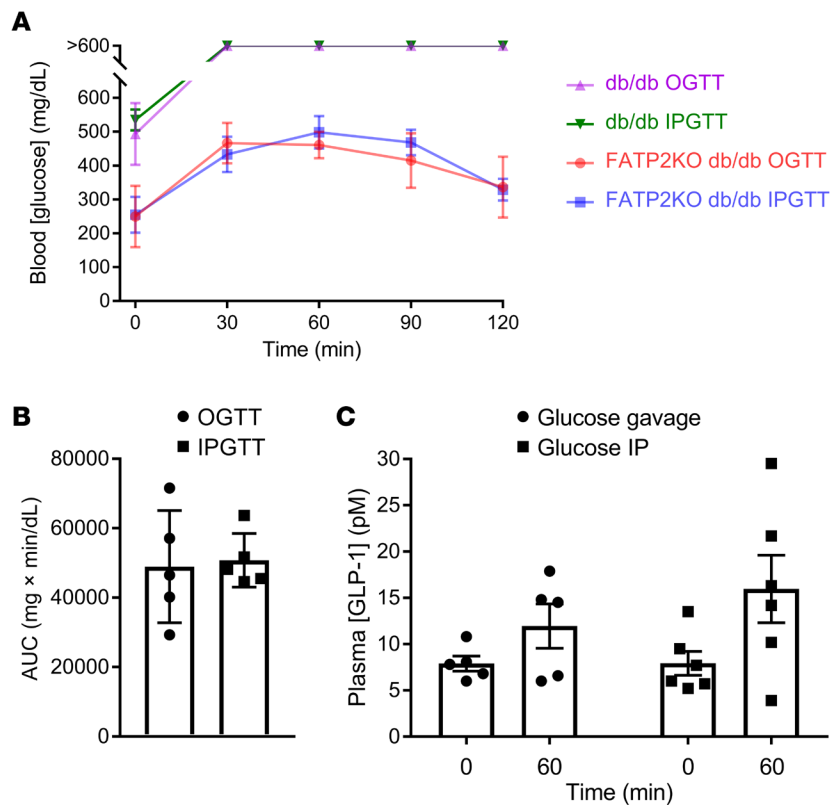 A
>600
600
500
400
300
200
100
0
Blood [glucose] (mg/dL)
0 30 60 90 120
Time (min)
db/db OGTT
db/db IPGTT
FATP2KO db/db OGTT
FATP2KO db/db IPGTT
B
OGTT
IPGTT
80000
60000
40000
20000
0
AUC (mg × min/dL)
C
Glucose gavage
Glucose IP
30
25
20
15
10
5
0
Plasma [GLP-1] (pM)
0 60 0 60
Time (min)